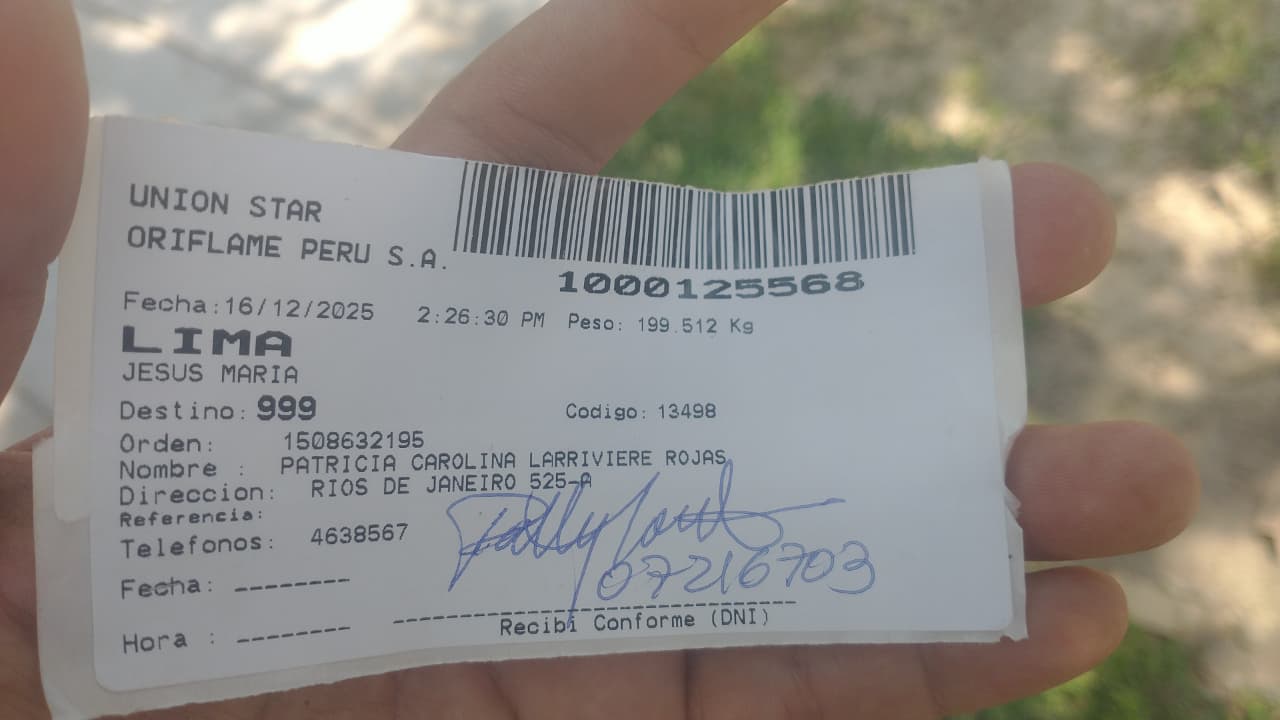 UNION STAR
ORIFLAME PERU S.A.
1000125568
Fecha:16/12/2025 2:26:30 PM Peso: 199.512 Kg
LIMA
JESUS MARIA
Destino: 999 Codigo: 13498
Orden: 1508632195
Nombre : PATRICIA CAROLINA LARRIVIERE ROJAS
Direccion: RIOS DE JANEIRO 525-A
Referencia:
Telefonos: 4638567
07216703
Fecha: ---------
Hora : ---------
Recibi Conforme (DNI)